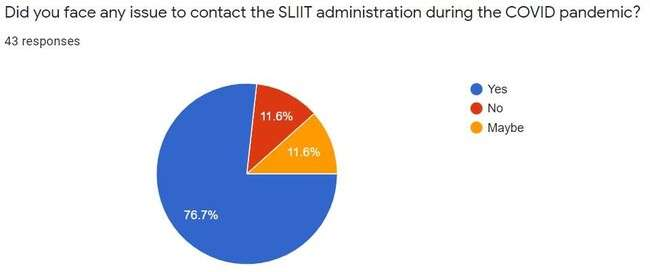 Did you face any issue to contact the SLIIT administration during the COVID pandemic?
43 responses
Yes
No
Maybe
11.6%
11.6%
76.7%